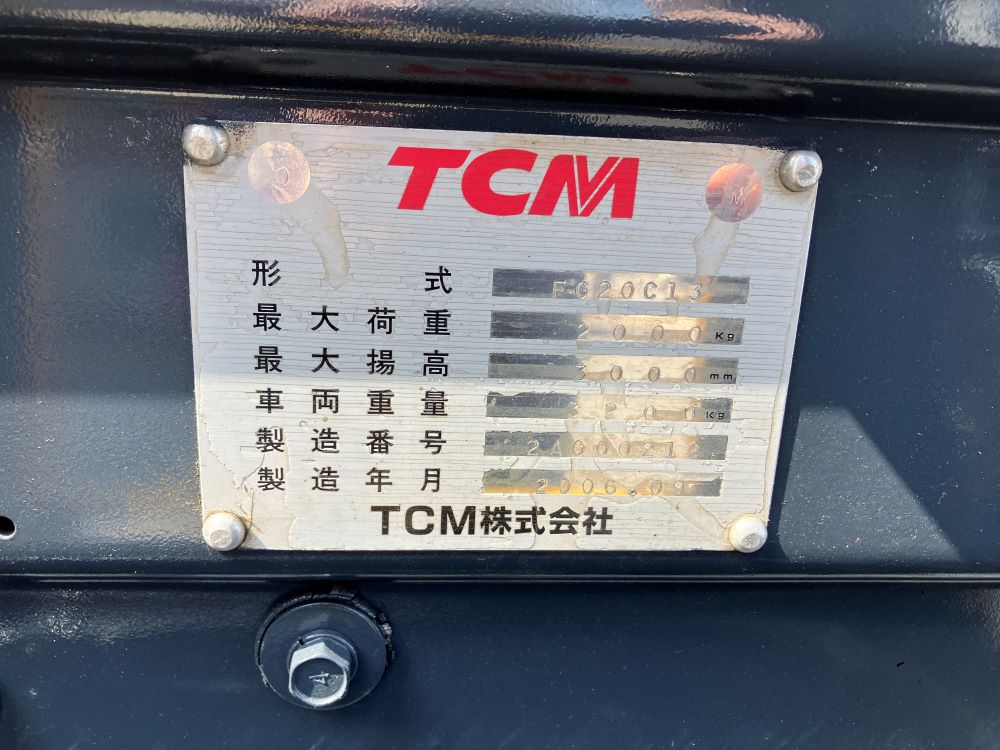 TCM
O
M
形式 FG20C13
最大荷重 2000 Kg
最大揚高 3000 mm
車両重量 Kg
製造番号
製造年月 2006.09
TCM株式会社
4